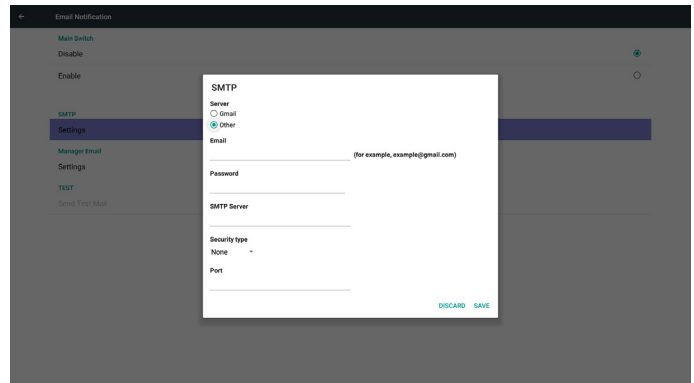 Email Notification
Main Switch
Disable
Enable
SMTP
Settings
Manager Email
Settings
TEST
Send Test Mail
SMTP
Server
Gmail
Other
Email
(for example, example@gmail.com)
Password
SMTP Server
Security type
None
Port
DISCARD SAVE